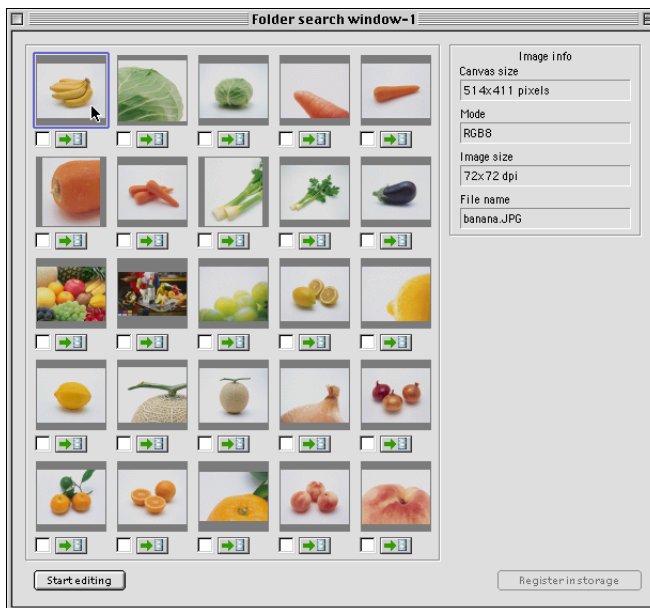 Folder search window-1
Image info
Canvas size
514x411 pixels
Mode
RGB8
Image size
72x72 dpi
File name
banana.JPG
Start editing
Register in storage